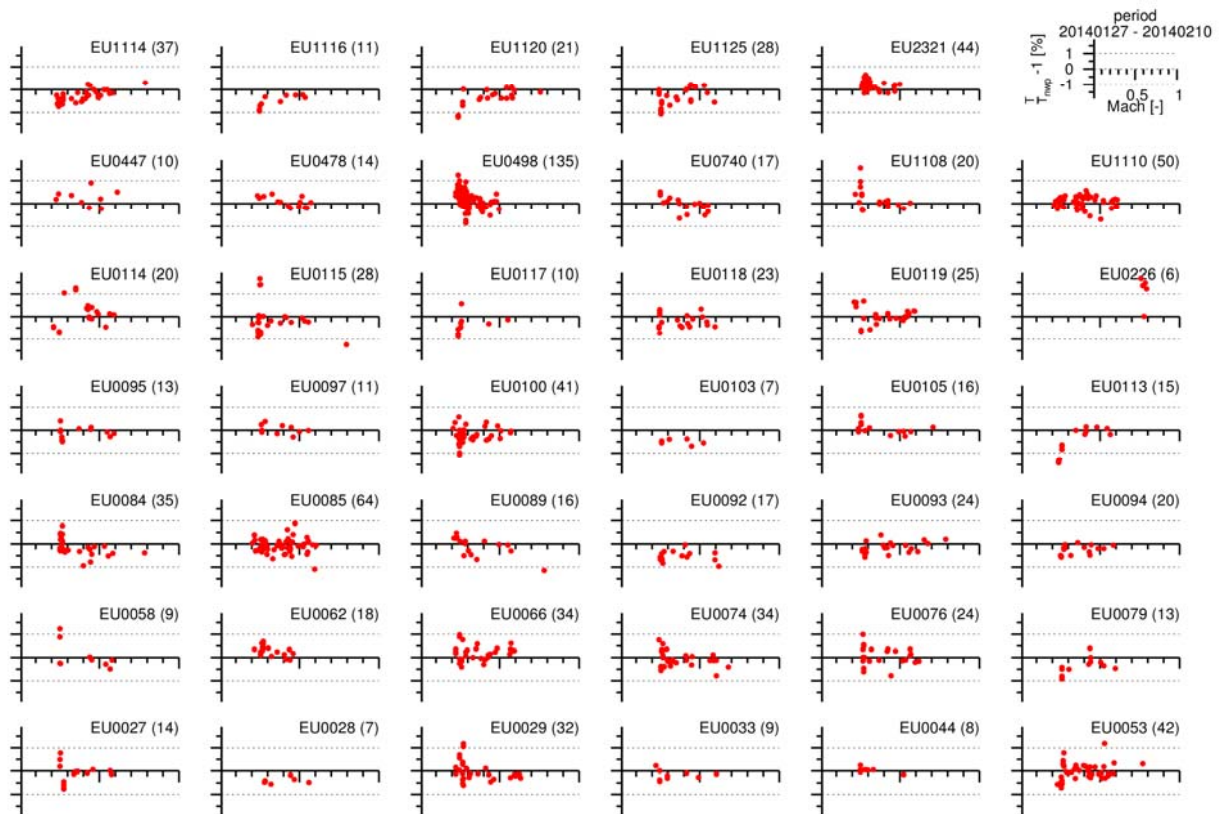 EU1114 (37)
EU1116 (11)
EU1120 (21)
EU1125 (28)
EU2321 (44)
period
20140127 - 20140210
T
Tnwp
-1 [%]
1
0
-1
0.5
1
Mach [-]
EU0447 (10)
EU0478 (14)
EU0498 (135)
EU0740 (17)
EU1108 (20)
EU1110 (50)
EU0114 (20)
EU0115 (28)
EU0117 (10)
EU0118 (23)
EU0119 (25)
EU0226 (6)
EU0095 (13)
EU0097 (11)
EU0100 (41)
EU0103 (7)
EU0105 (16)
EU0113 (15)
EU0084 (35)
EU0085 (64)
EU0089 (16)
EU0092 (17)
EU0093 (24)
EU0094 (20)
EU0058 (9)
EU0062 (18)
EU0066 (34)
EU0074 (34)
EU0076 (24)
EU0079 (13)
EU0027 (14)
EU0028 (7)
EU0029 (32)
EU0033 (9)
EU0044 (8)
EU0053 (42)